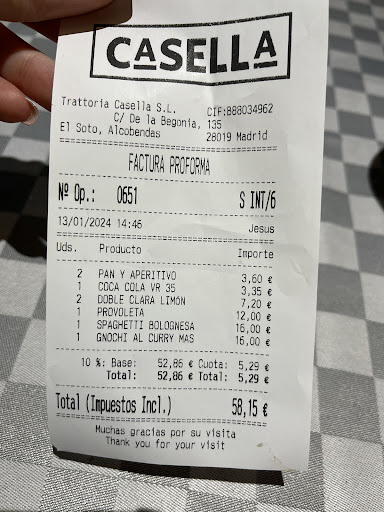 CASELLA
Trattoria Casella S.L. CIF:B88034962
C/ De la Begonia, 135
El Soto, Alcobendas 28019 Madrid
FACTURA PROFORMA
Nº Op.: 0651 S INT/6
13/01/2024 14:46 Jesus
Uds. Producto Importe
2 PAN Y APERITIVO 3,60 €
1 COCA COLA VR 35 3,35 €
2 DOBLE CLARA LIMÓN 7,20 €
1 PROVOLETA 12,00 €
1 SPAGHETTI BOLOGNESA 16,00 €
1 GNOCHI AL CURRY MAS 16,00 €
10 %: Base: 52,86 € Cuota: 5,29 €
Total: 52,86 € Total: 5,29 €
Total (Impuestos Incl.) 58,15 €
Muchas gracias por su visita
Thank you for your visit